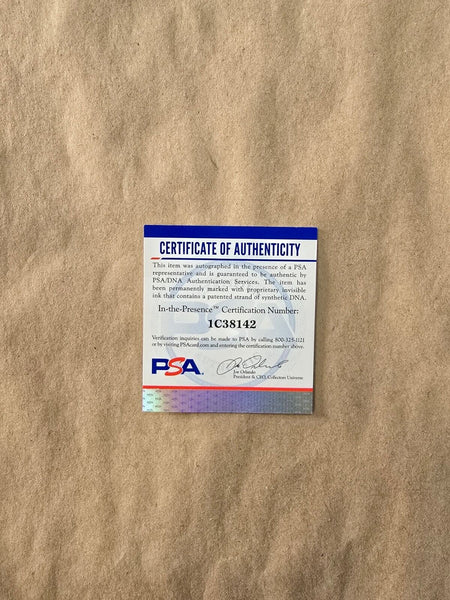 CERTIFICATE OF AUTHENTICITY
This item was autographed in the presence of a PSA
representative and is guaranteed to be authentic by
PSA/DNA Authentication Services. The item has
been permanently marked with proprietary invisible
ink that contains a patented strand of synthetic DNA.
In-the-Presence™ Certification Number:
1C38142
Verification inquiries can be made to PSA by calling 800-325-1121
or by visiting PSAcard.com and entering the certification number above.
PSA
Joe Orlando
President & CEO, Collectors Universe